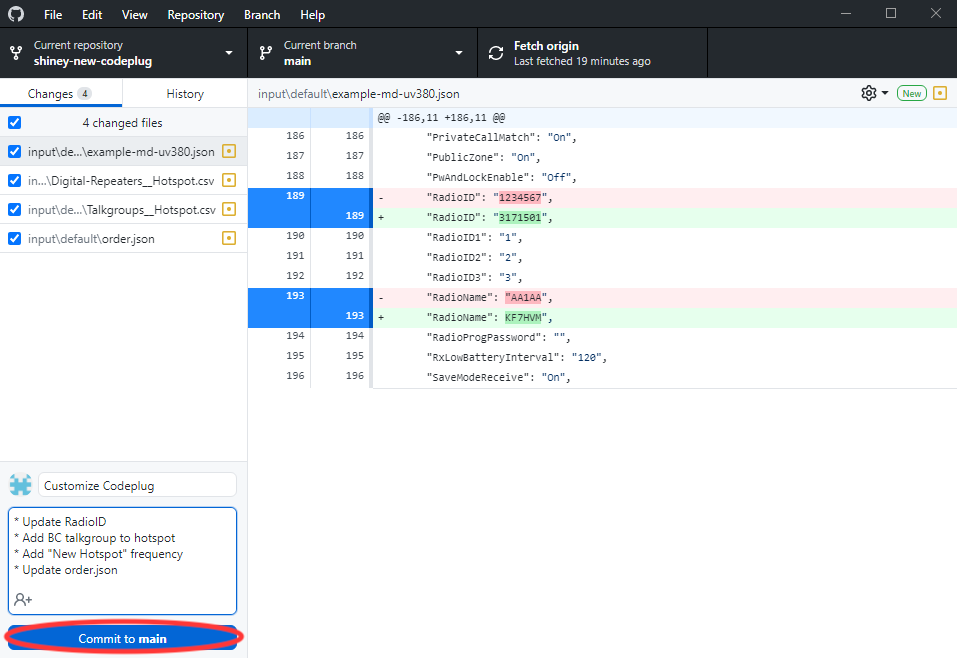 File Edit View Repository Branch Help
Current repository
shiney-new-codeplug
Current branch
main
Fetch origin
Last fetched 19 minutes ago
Changes 4
History
input\default\example-md-uv380.json
New
4 changed files
input\de...\example-md-uv380.json
in...\Digital-Repeaters__Hotspot.csv
input\de...\Talkgroups__Hotspot.csv
input\default\order.json
@@ -186,11 +186,11 @@
186 186 "PrivateCallMatch": "On",
187 187 "PublicZone": "On",
188 188 "PwAndLockEnable": "Off",
189 - "RadioID": "1234567",
189 + "RadioID": "3171501",
190 190 "RadioID1": "1",
191 191 "RadioID2": "2",
192 192 "RadioID3": "3",
193 - "RadioName": "AA1AA",
193 + "RadioName": KF7HVM",
194 194 "RadioProgPassword": "",
195 195 "RxLowBatteryInterval": "120",
196 196 "SaveModeReceive": "On",
Customize Codeplug
* Update RadioID
* Add BC talkgroup to hotspot
* Add "New Hotspot" frequency
* Update order.json
Commit to main